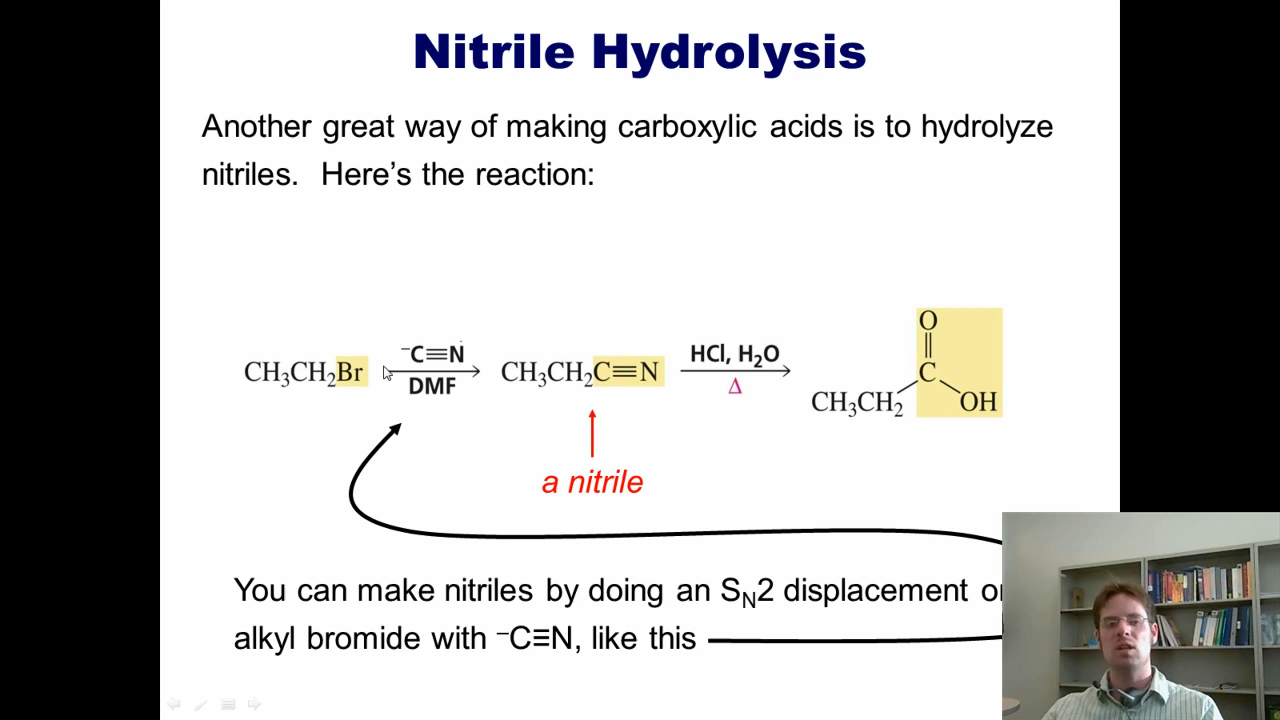 Nitrile Hydrolysis
Another great way of making carboxylic acids is to hydrolyze
nitriles. Here's the reaction:
CH₃CH₂Br ⁻C≡N DMF CH₃CH₂C≡N HCl, H₂O Δ CH₃CH₂ C O OH
a nitrile
You can make nitriles by doing an Sɴ2 displacement
alkyl bromide with ⁻C≡N, like this